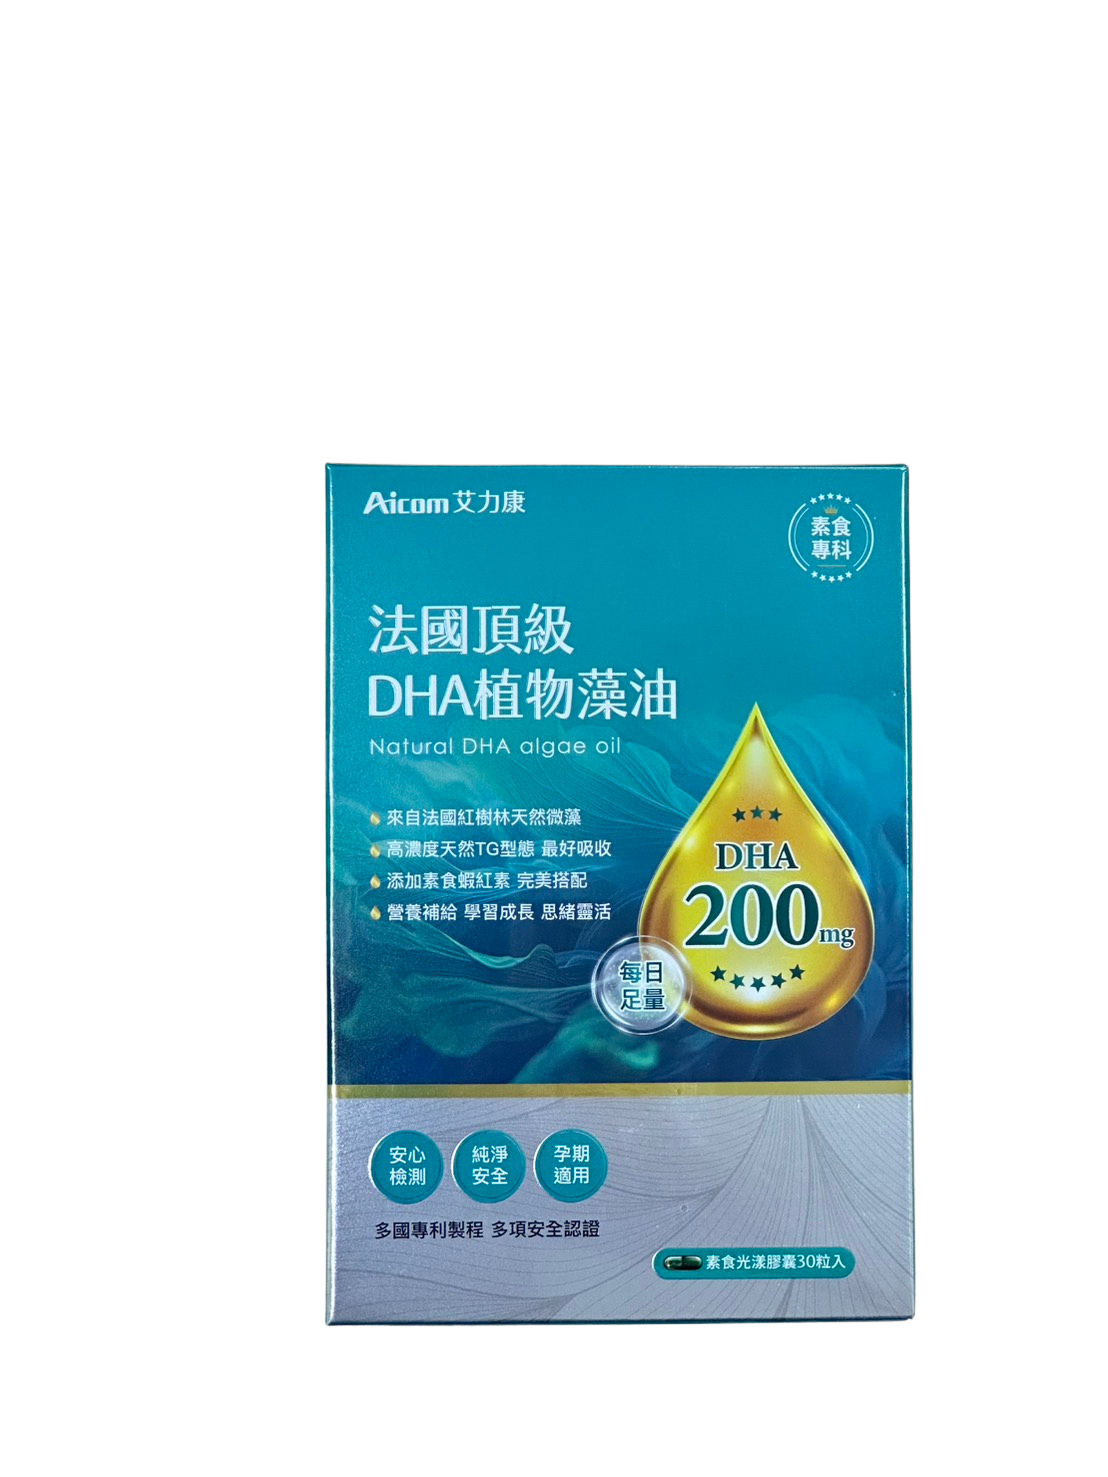 Aicom 艾力康
素食
專科
法國頂級
DHA植物藻油
Natural DHA algae oil
來自法國紅樹林天然微藻
高濃度天然TG型態 最好吸收
添加素食蝦紅素 完美搭配
營養補給 學習成長 思緒靈活
DHA
200mg
每日
足量
安心
檢測
純淨
安全
孕期
適用
多國專利製程 多項安全認證
素食光漾膠囊30粒入